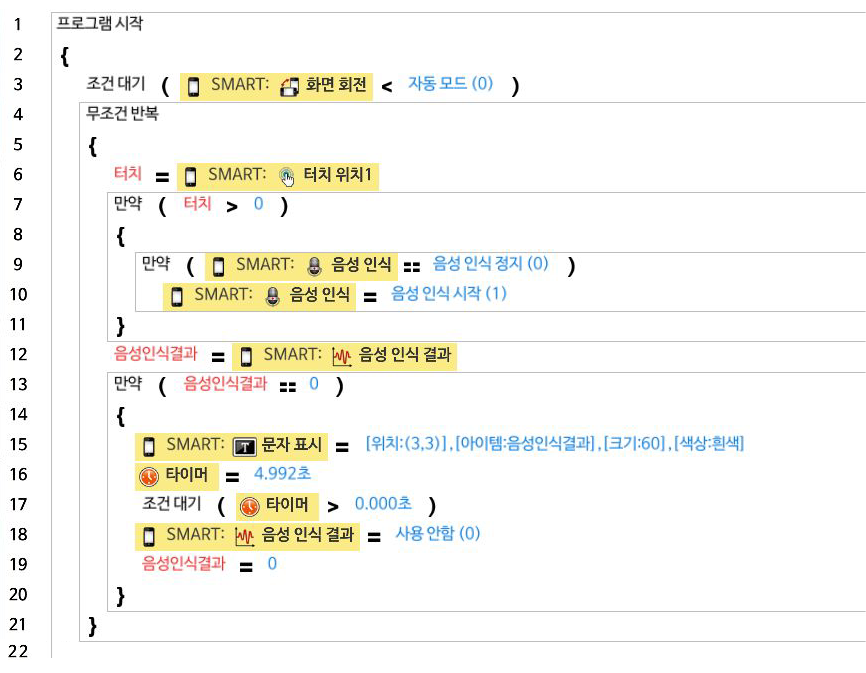 1 프로그램 시작
2 {
3 조건 대기 ( SMART: 화면 회전 < 자동 모드 (0) )
4 무조건 반복
5 {
6 터치 = SMART: 터치 위치1
7 만약 ( 터치 > 0 )
8 {
9 만약 ( SMART: 음성 인식 == 음성 인식 정지 (0) )
10 SMART: 음성 인식 = 음성 인식 시작 (1)
11 }
12 음성인식결과 = SMART: 음성 인식 결과
13 만약 ( 음성인식결과 == 0 )
14 {
15 SMART: T 문자 표시 = [위치:(3,3)],[아이템:음성인식결과],[크기:60],[색상:흰색]
16 타이머 = 4.992초
17 조건 대기 ( 타이머 > 0.000초 )
18 SMART: 음성 인식 결과 = 사용 안함 (0)
19 음성인식결과 = 0
20 }
21 }
22